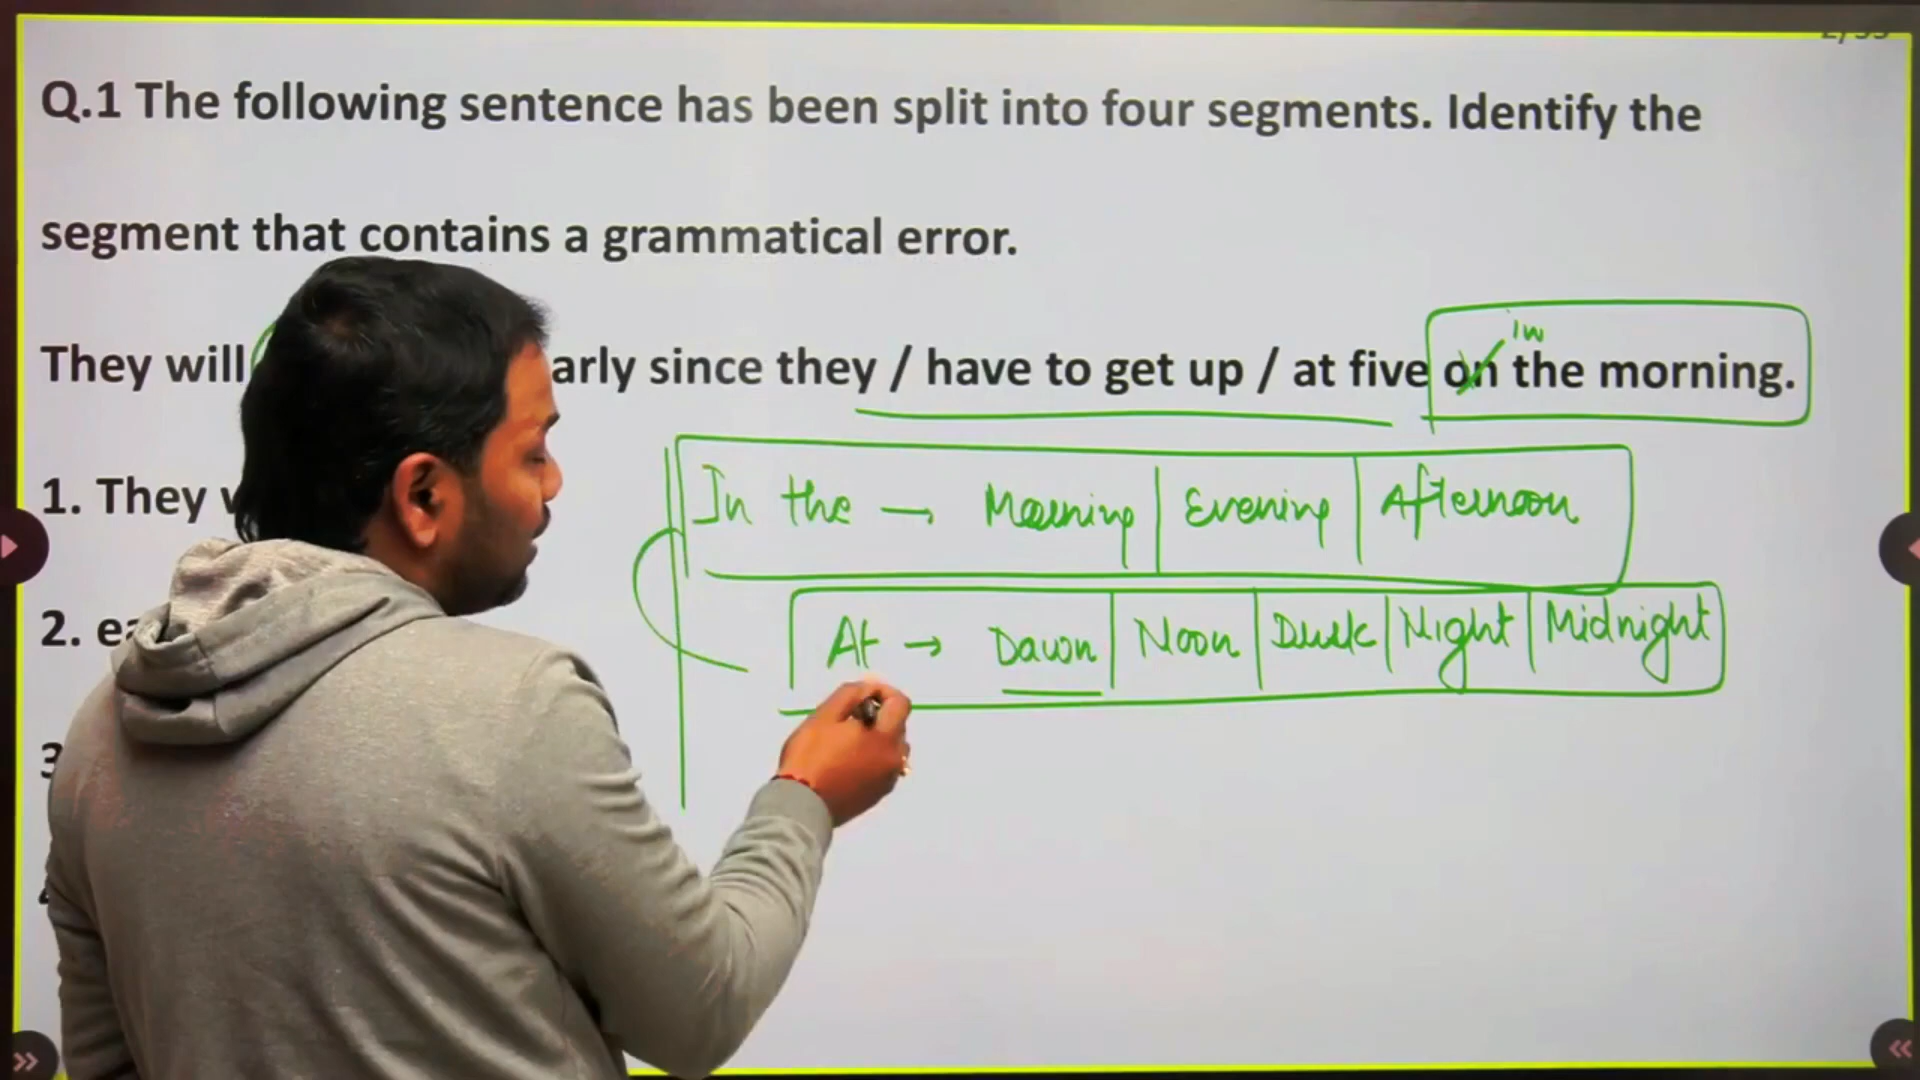 Q.1 The following sentence has been split into four segments. Identify the
segment that contains a grammatical error.
in
They will arly since they / have to get up / at five on the morning.
In the → Morning | Evening | Afternoon
1. They
At → Dawn | Noon | Dusk | Night | Midnight
2.